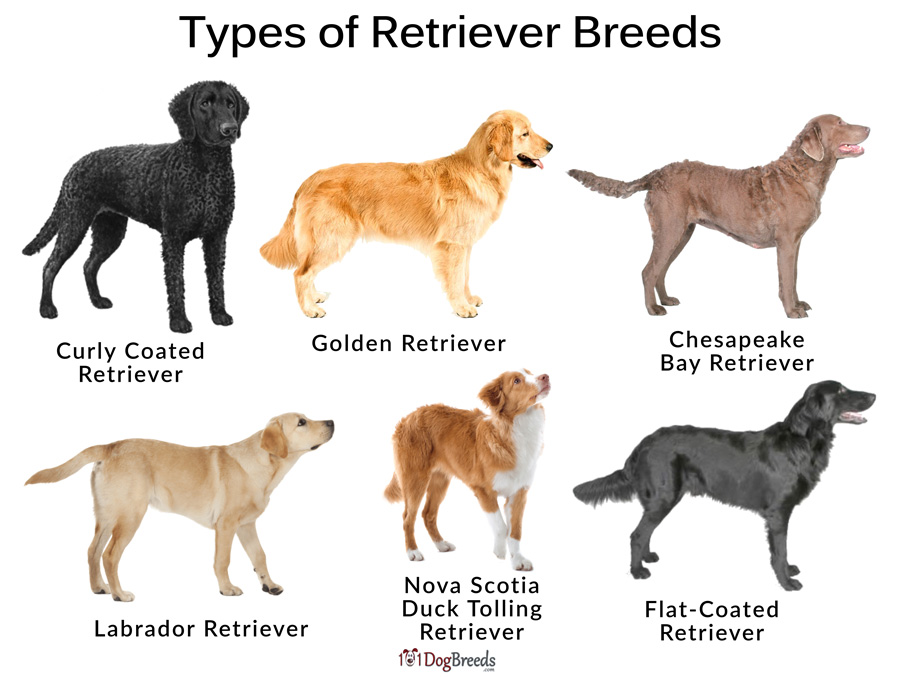 Types of Retriever Breeds
Curly Coated
Retriever
Golden Retriever
Chesapeake
Bay Retriever
Labrador Retriever
Nova Scotia
Duck Tolling
Retriever
Flat-Coated
Retriever
101DogBreeds
.com